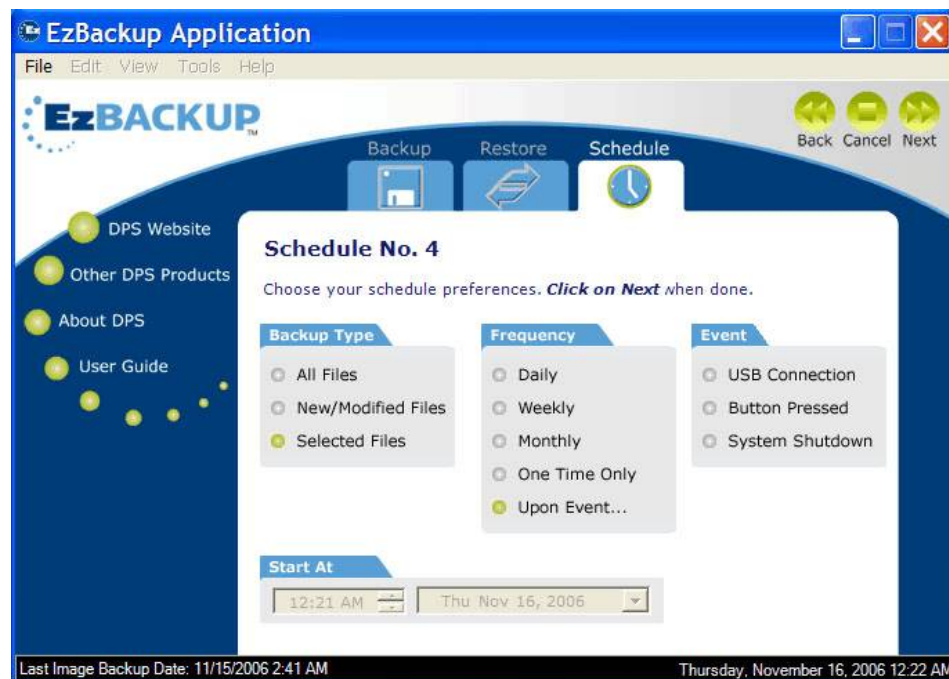 EzBackup Application
File Edit View Tools Help
EzBACKUP™
Back Cancel Next
Backup Restore Schedule
DPS Website
Other DPS Products
About DPS
User Guide
Schedule No. 4
Choose your schedule preferences. Click on Next when done.
Backup Type
All Files
New/Modified Files
Selected Files
Frequency
Daily
Weekly
Monthly
One Time Only
Upon Event...
Event
USB Connection
Button Pressed
System Shutdown
Start At
12:21 AM Thu Nov 16, 2006
Last Image Backup Date: 11/15/2006 2:41 AM
Thursday, November 16, 2006 12:22 AM